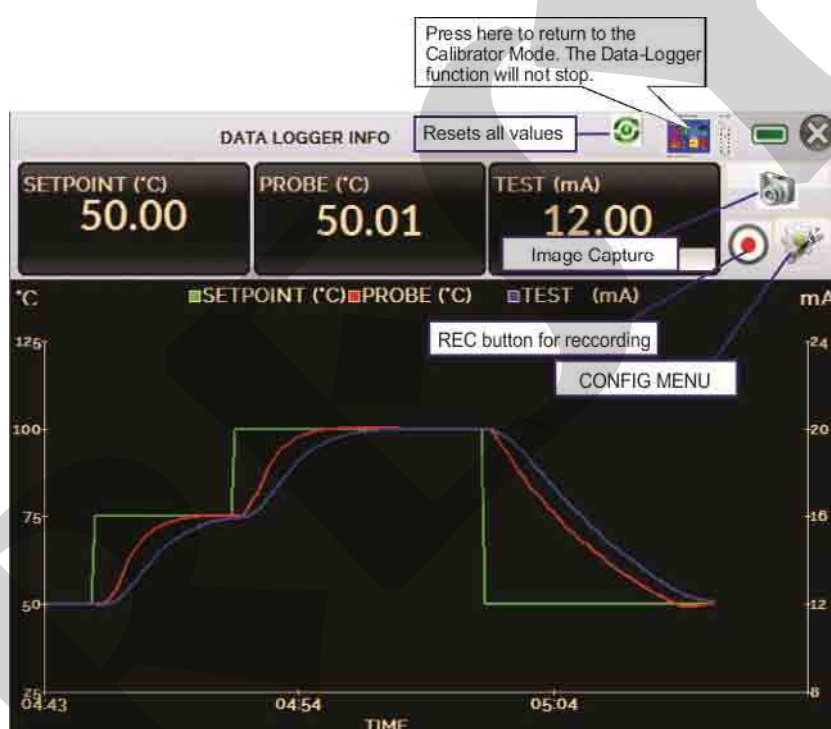 Press here to return to the
Calibrator Mode. The Data-Logger
function will not stop.
DATA LOGGER INFO
Resets all values
SETPOINT (°C)
50.00
PROBE (°C)
50.01
TEST (mA)
12.00
Image Capture
°C
SETPOINT (°C)
PROBE (°C)
TEST (mA)
mA
REC button for reccording
CONFIG MENU
125
100
75
50
25
24
20
16
12
8
04:43
04:54
05:04
TIME